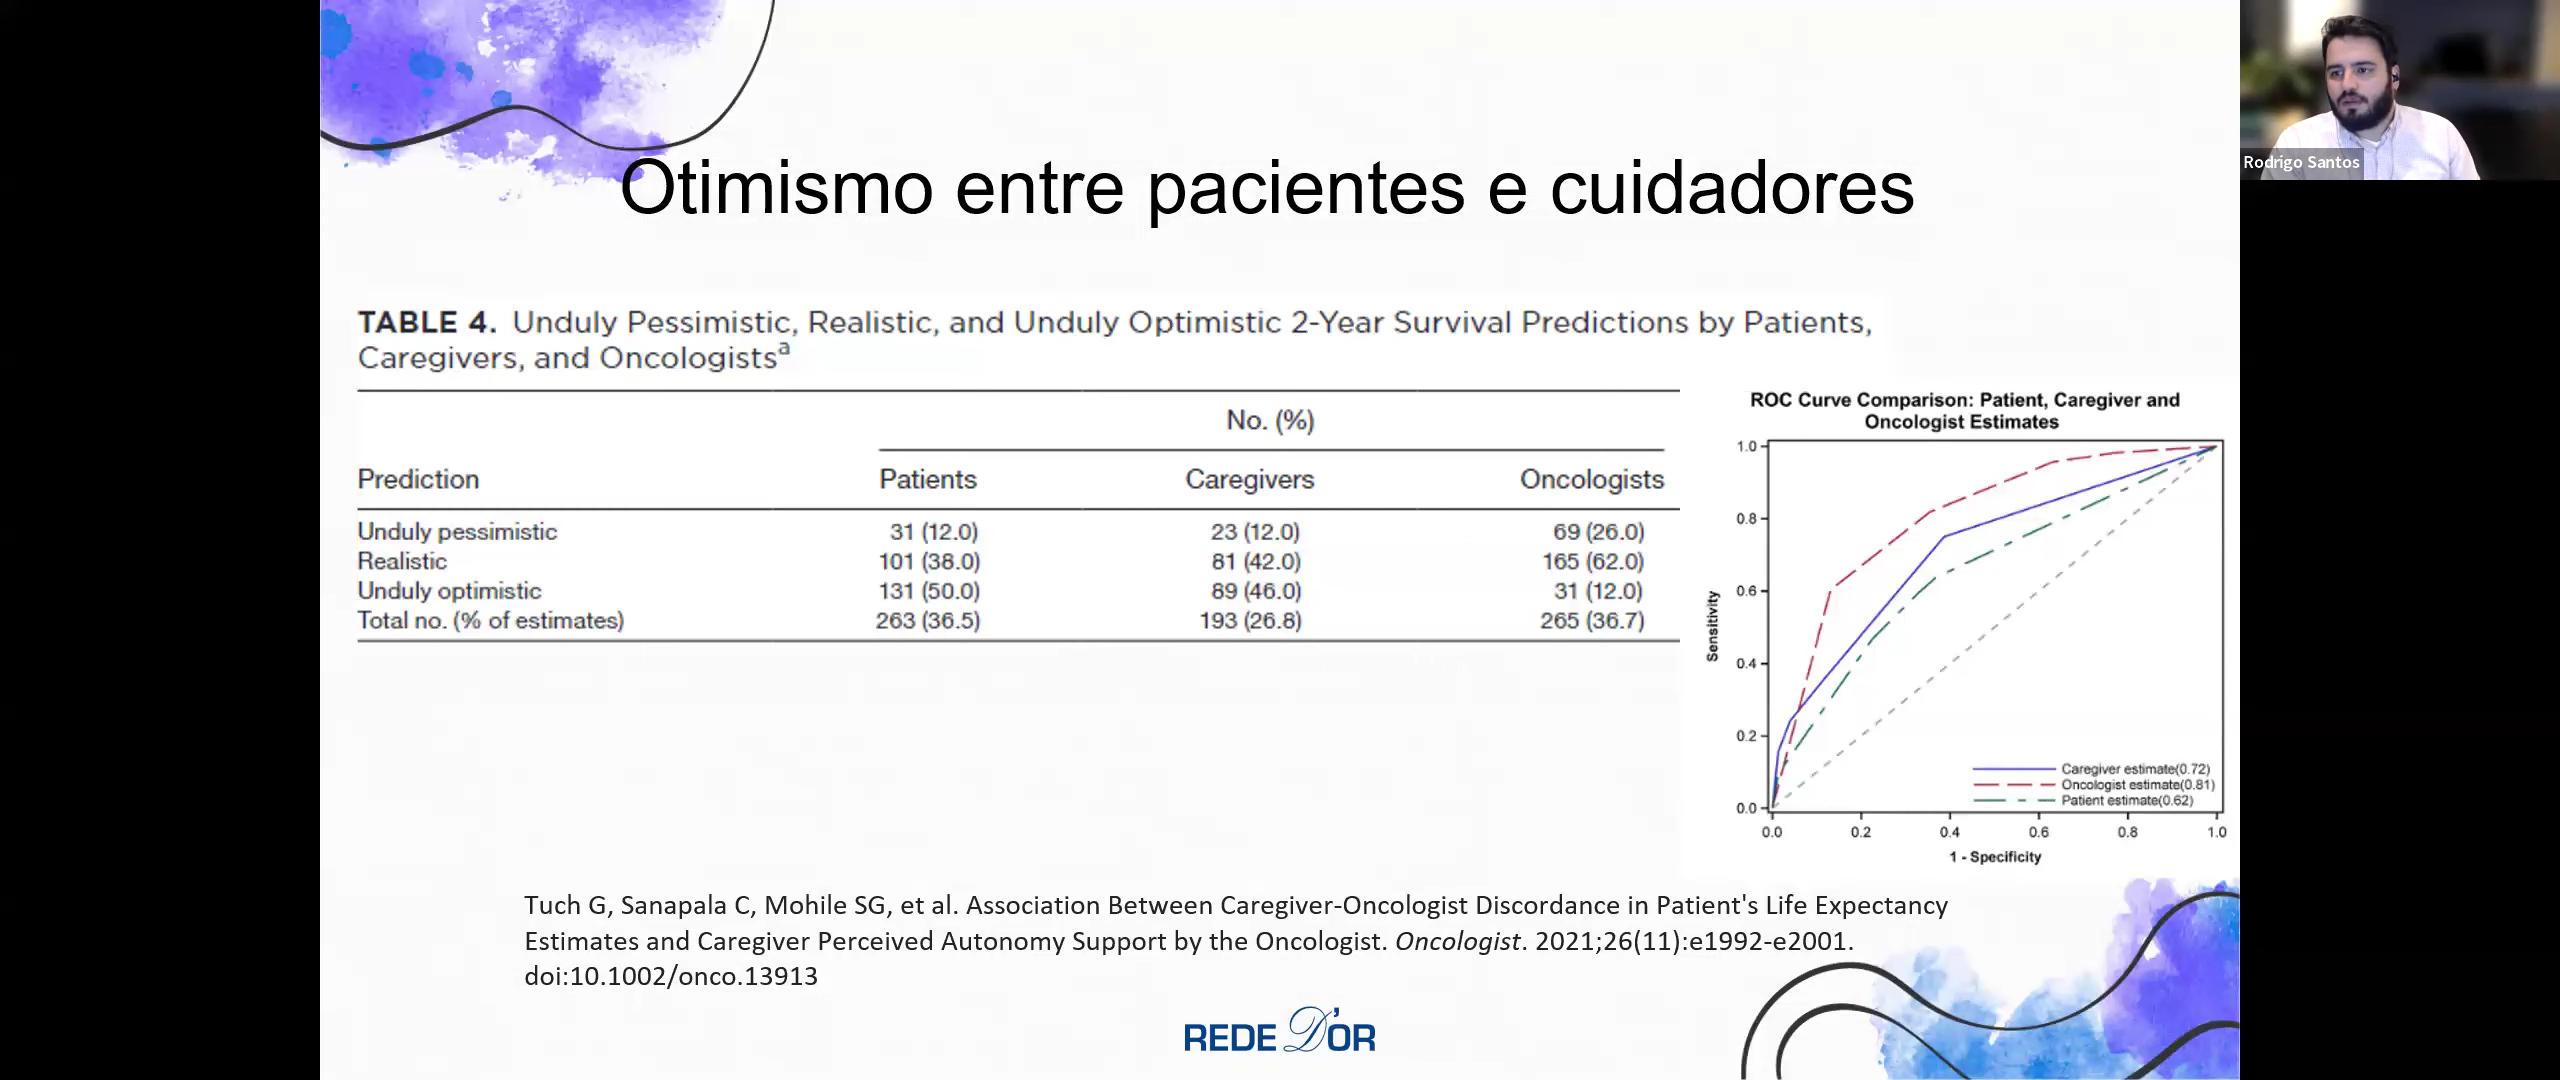 Rodrigo Santos
Otimismo entre pacientes e cuidadores
TABLE 4. Unduly Pessimistic, Realistic, and Unduly Optimistic 2-Year Survival Predictions by Patients,
Caregivers, and Oncologistsa
No. (%)
Prediction Patients Caregivers Oncologists
Unduly pessimistic 31 (12.0) 23 (12.0) 69 (26.0)
Realistic 101 (38.0) 81 (42.0) 165 (62.0)
Unduly optimistic 131 (50.0) 89 (46.0) 31 (12.0)
Total no. (% of estimates) 263 (36.5) 193 (26.8) 265 (36.7)
ROC Curve Comparison: Patient, Caregiver and
Oncologist Estimates
1.0
0.8
0.6
0.4
0.2
0.0
Sensitivity
Caregiver estimate(0.72)
Oncologist estimate(0.81)
Patient estimate(0.62)
0.0 0.2 0.4 0.6 0.8 1.0
1 - Specificity
Tuch G, Sanapala C, Mohile SG, et al. Association Between Caregiver-Oncologist Discordance in Patient's Life Expectancy
Estimates and Caregiver Perceived Autonomy Support by the Oncologist. Oncologist. 2021;26(11):e1992-e2001.
doi:10.1002/onco.13913
REDE D'OR